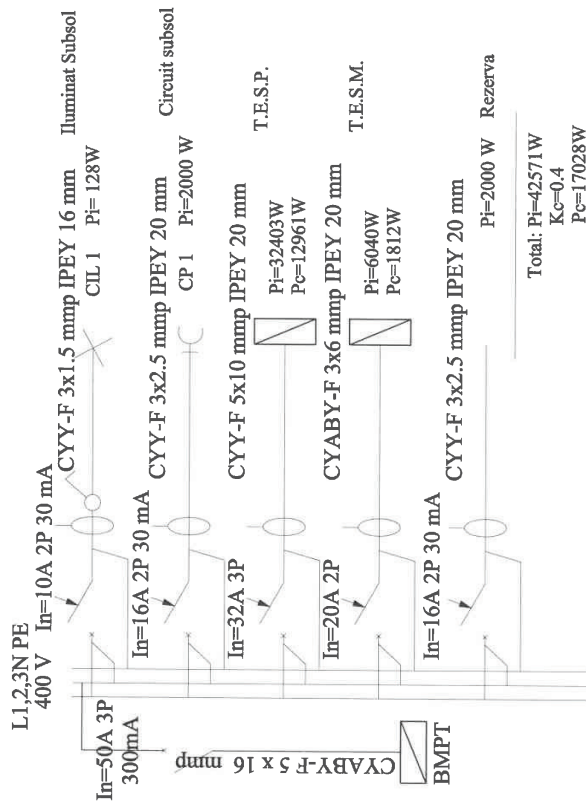 L1,2,3N PE
400 V
In=50A 3P
300mA
CYABY-F 5 x 16 mmp
BMPT
In=10A 2P 30 mA
CYY-F 3x1.5 mmp IPEY 16 mm
CIL 1 Pi= 128W
Iluminat Subsol
In=16A 2P 30 mA
CYY-F 3x2.5 mmp IPEY 20 mm
CP 1 Pi=2000 W
Circuit subsol
In=32A 3P
CYY-F 5x10 mmp IPEY 20 mm
Pi=32403W
Pc=12961W
T.E.S.P.
In=20A 2P
CYABY-F 3x6 mmp IPEY 20 mm
Pi=6040W
Pc=1812W
T.E.S.M.
In=16A 2P 30 mA
CYY-F 3x2.5 mmp IPEY 20 mm
Pi=2000 W Rezerva
Total: Pi=42571W
Kc=0.4
Pc=17028W